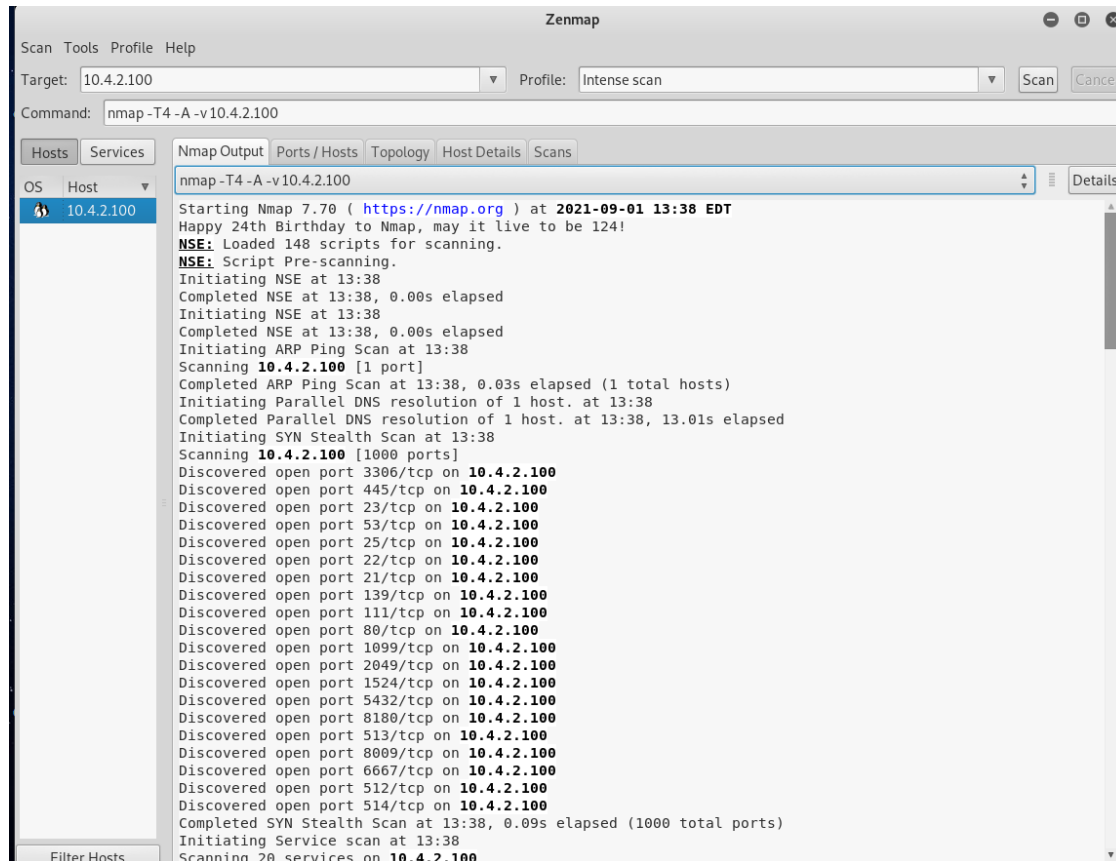 Zenmap
Scan Tools Profile Help
Target: 10.4.2.100 Profile: Intense scan Scan Cance
Command: nmap -T4 -A -v 10.4.2.100
Hosts Services Nmap Output Ports / Hosts Topology Host Details Scans
OS Host nmap -T4 -A -v 10.4.2.100 Details
10.4.2.100
Starting Nmap 7.70 ( https://nmap.org ) at 2021-09-01 13:38 EDT
Happy 24th Birthday to Nmap, may it live to be 124!
NSE: Loaded 148 scripts for scanning.
NSE: Script Pre-scanning.
Initiating NSE at 13:38
Completed NSE at 13:38, 0.00s elapsed
Initiating NSE at 13:38
Completed NSE at 13:38, 0.00s elapsed
Initiating ARP Ping Scan at 13:38
Scanning 10.4.2.100 [1 port]
Completed ARP Ping Scan at 13:38, 0.03s elapsed (1 total hosts)
Initiating Parallel DNS resolution of 1 host. at 13:38
Completed Parallel DNS resolution of 1 host. at 13:38, 13.01s elapsed
Initiating SYN Stealth Scan at 13:38
Scanning 10.4.2.100 [1000 ports]
Discovered open port 3306/tcp on 10.4.2.100
Discovered open port 445/tcp on 10.4.2.100
Discovered open port 23/tcp on 10.4.2.100
Discovered open port 53/tcp on 10.4.2.100
Discovered open port 25/tcp on 10.4.2.100
Discovered open port 22/tcp on 10.4.2.100
Discovered open port 21/tcp on 10.4.2.100
Discovered open port 139/tcp on 10.4.2.100
Discovered open port 111/tcp on 10.4.2.100
Discovered open port 80/tcp on 10.4.2.100
Discovered open port 1099/tcp on 10.4.2.100
Discovered open port 2049/tcp on 10.4.2.100
Discovered open port 1524/tcp on 10.4.2.100
Discovered open port 5432/tcp on 10.4.2.100
Discovered open port 8180/tcp on 10.4.2.100
Discovered open port 513/tcp on 10.4.2.100
Discovered open port 8009/tcp on 10.4.2.100
Discovered open port 6667/tcp on 10.4.2.100
Discovered open port 512/tcp on 10.4.2.100
Discovered open port 514/tcp on 10.4.2.100
Completed SYN Stealth Scan at 13:38, 0.09s elapsed (1000 total ports)
Initiating Service scan at 13:38
Scanning 20 services on 10.4.2.100
Filter Hosts